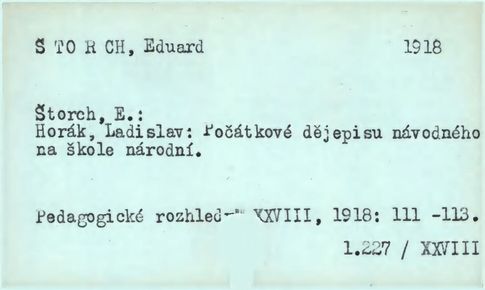 Š TO R CH, Eduard 1918
Štorch, E.:
Horák, Ladislav: Počátkové dějepisu návodného
na škole národní.
Pedagogické rozhledy XXVIII, 1918: 111 -113.
1.227 / XXVIII